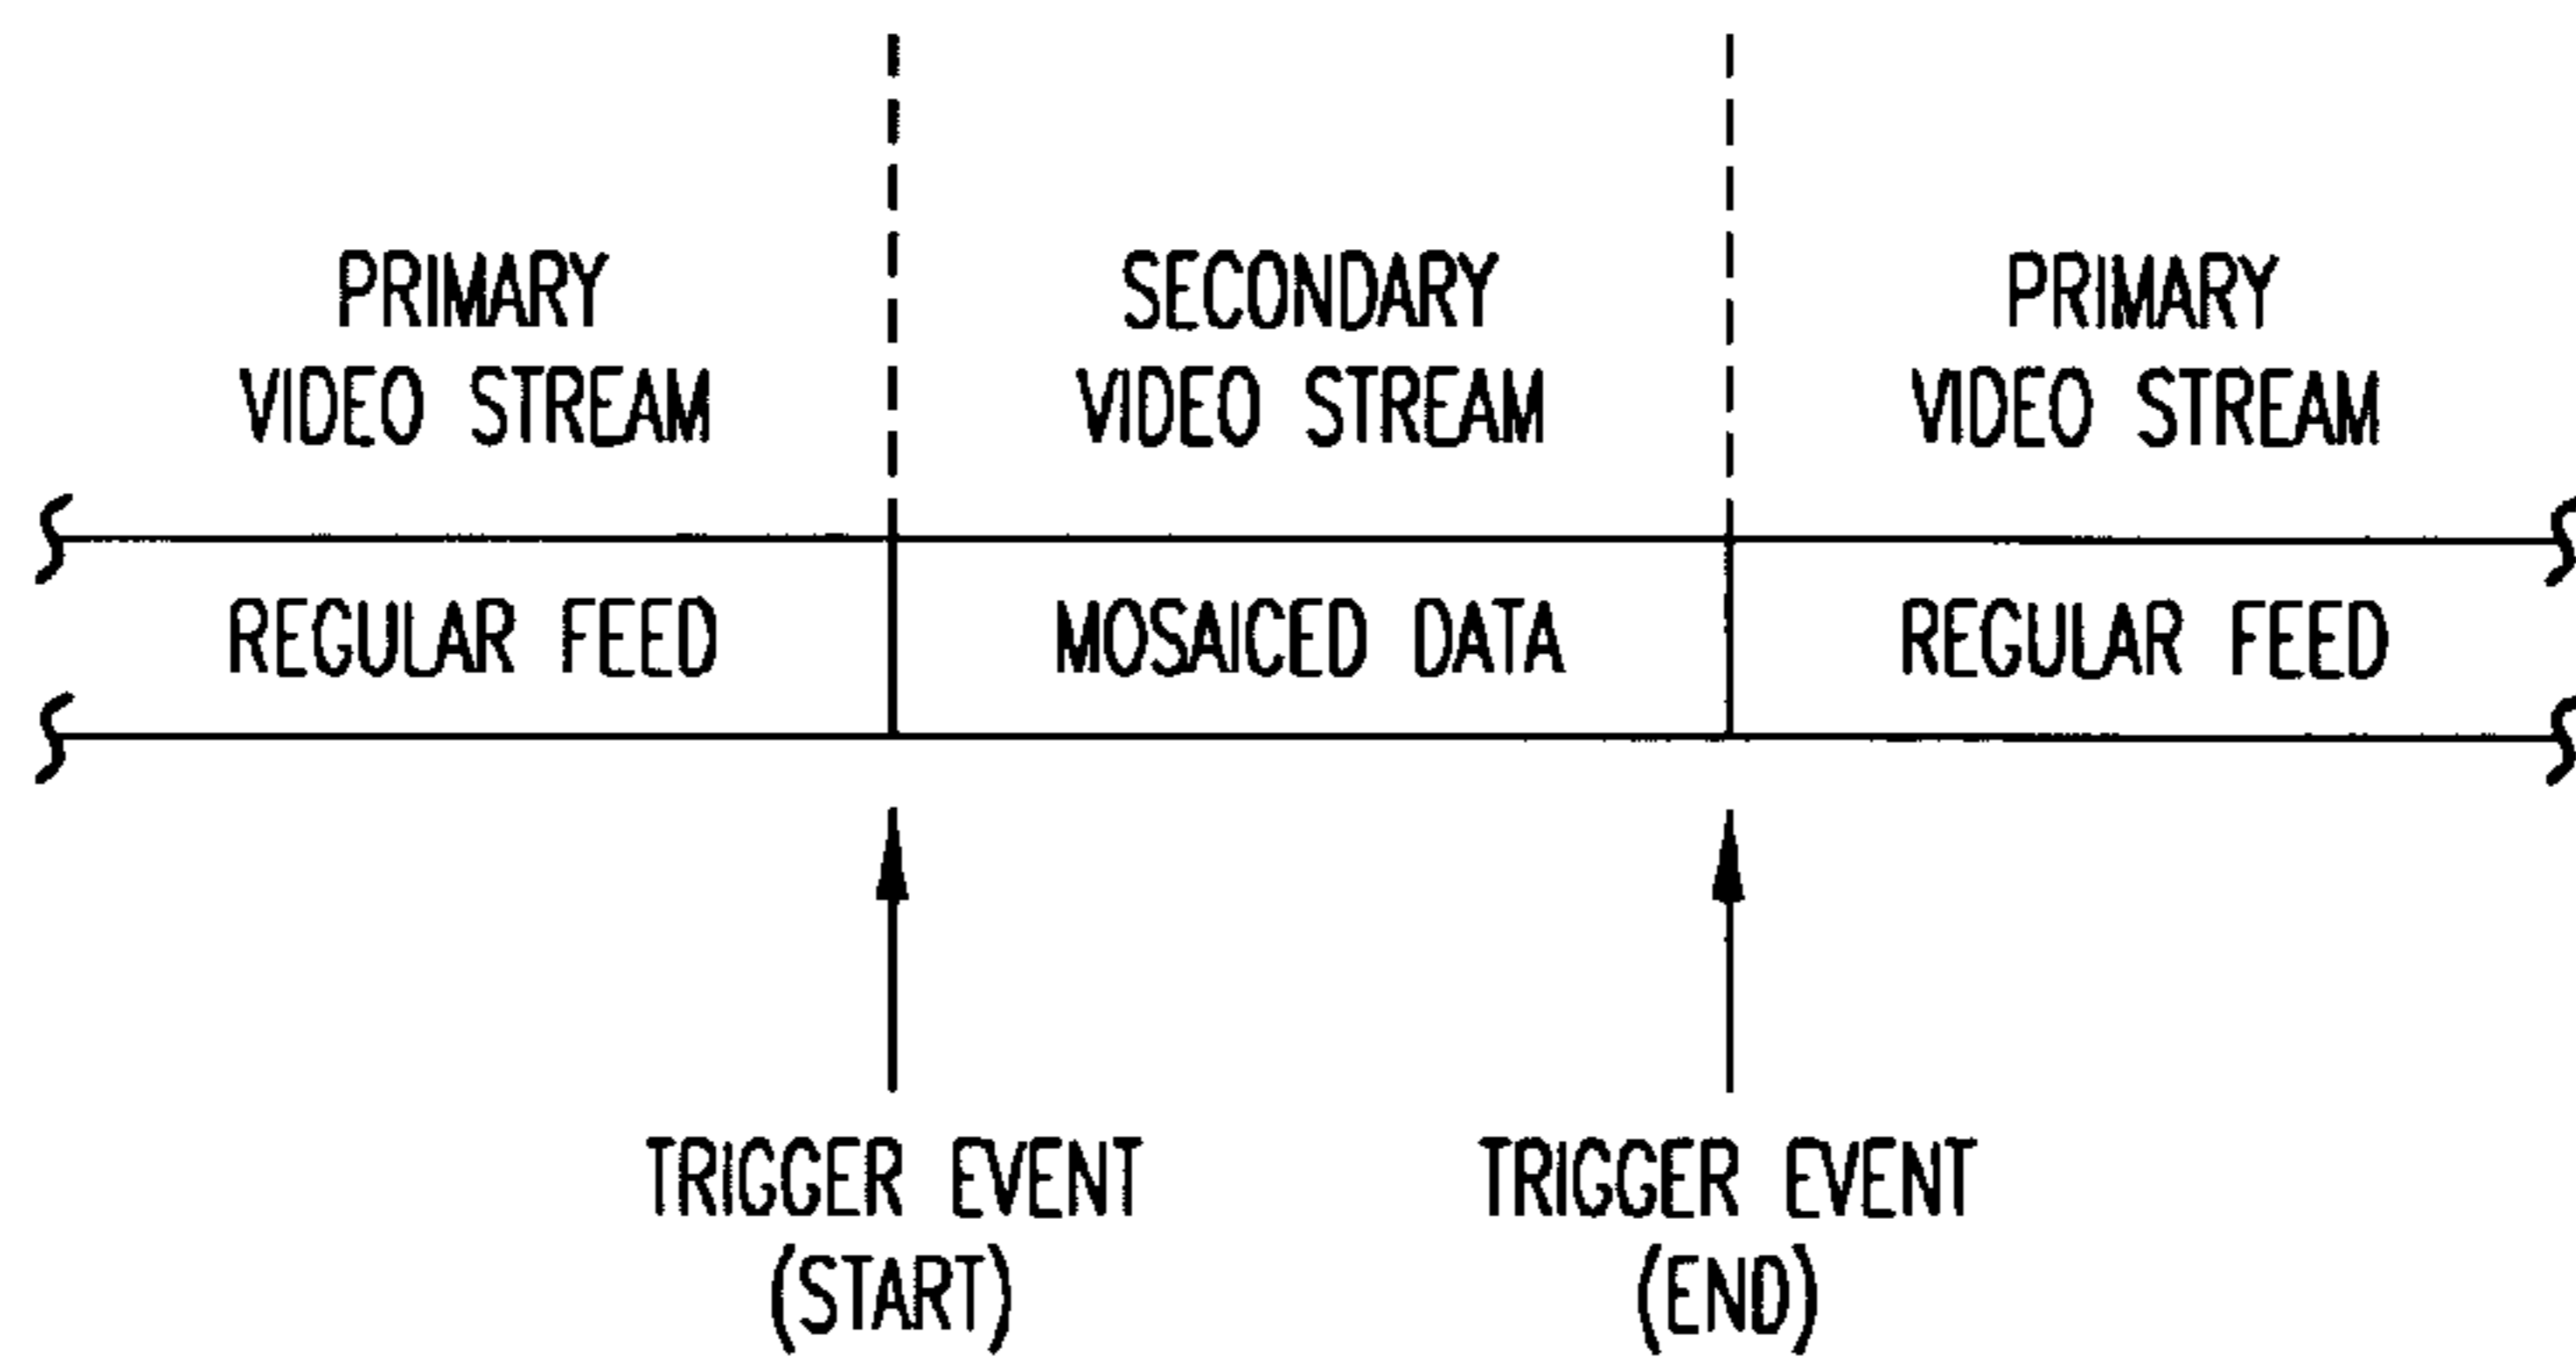 PRIMARY
VIDEO STREAM
SECONDARY
VIDEO STREAM
PRIMARY
VIDEO STREAM
REGULAR FEED
MOSAICED DATA
REGULAR FEED
TRIGGER EVENT
(START)
TRIGGER EVENT
(END)